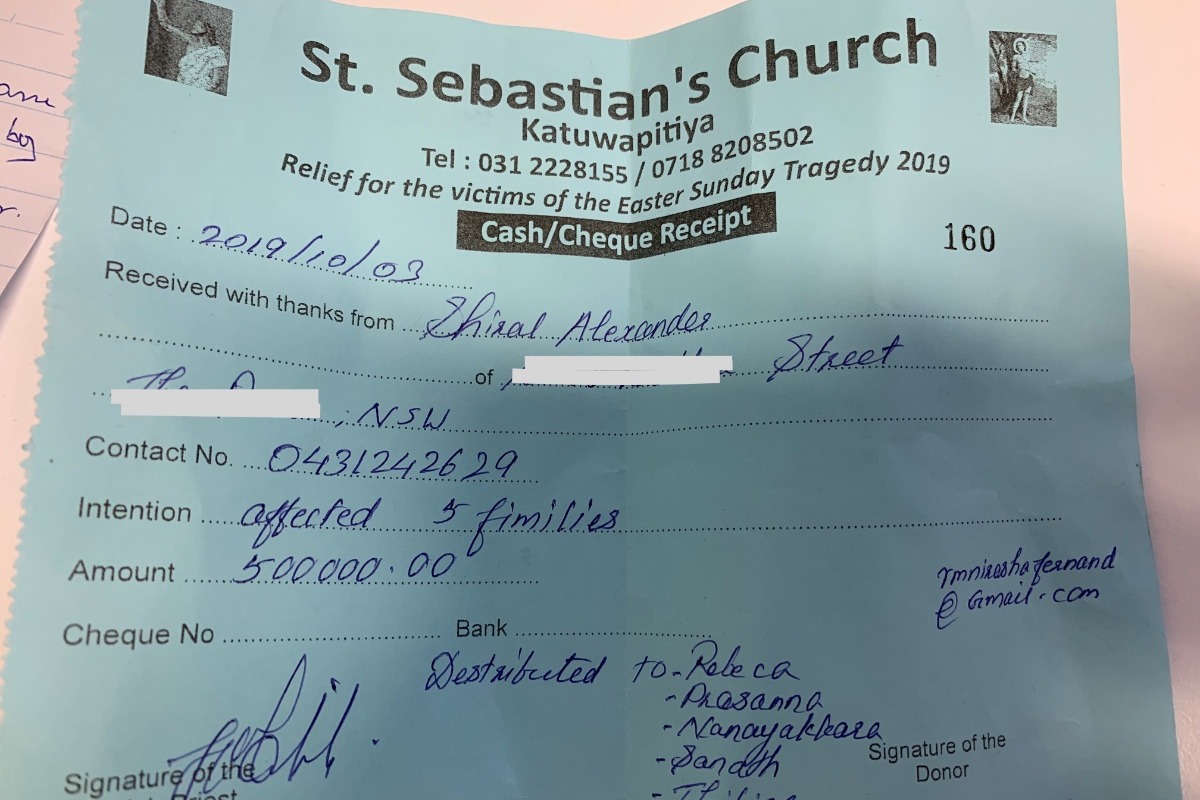 St. Sebastian's Church
Katuwapitiya
Tel : 031 2228155 / 0718 8208502
Relief for the victims of the Easter Sunday Tragedy 2019
Cash/Cheque Receipt
160
Date : 2019/10/03
Received with thanks from Shiral Alexander
of Street
NSW
Contact No. 0431242629
Intention affected 5 fimilies
Amount 500000.00
rmnirashafernand
@ Gmail.com
Cheque No Bank
Destributed to - Rebeca
- Prasanna
- Nanayakkara
- Sanath
Signature of the
Donor
Signature of the
Priest